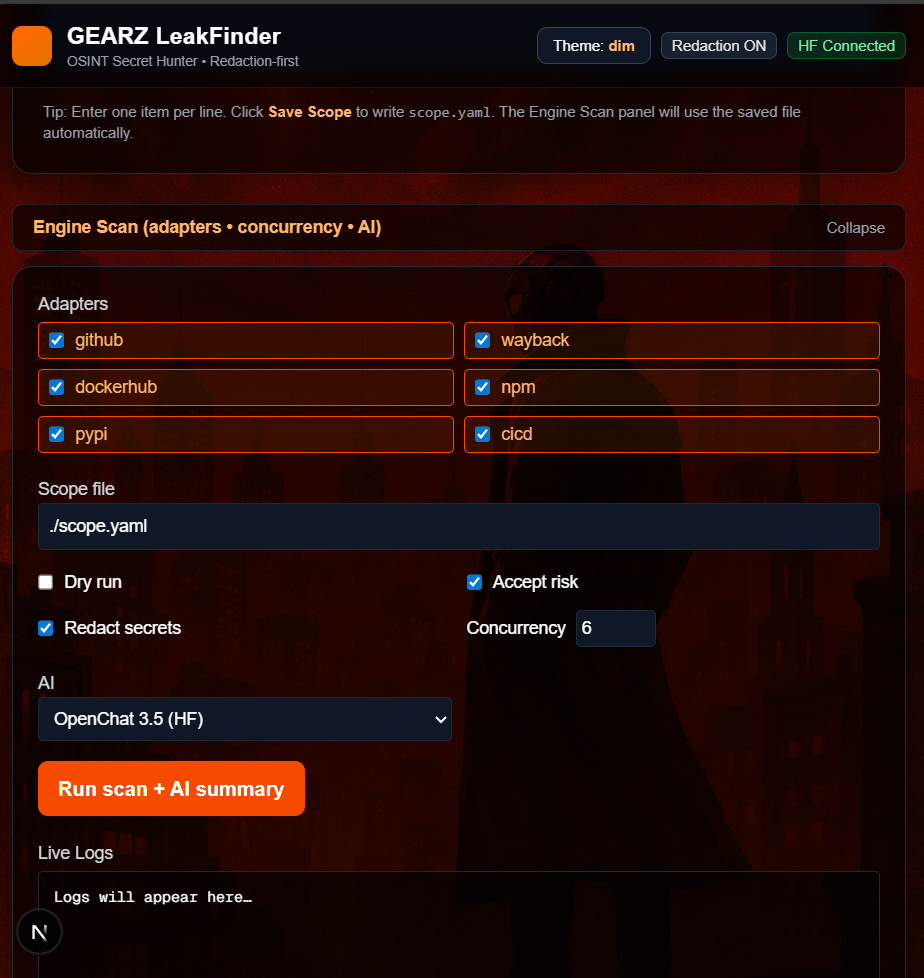 GEARZ LeakFinder
OSINT Secret Hunter • Redaction-first
Theme: dim
Redaction ON
HF Connected
Tip: Enter one item per line. Click Save Scope to write scope.yaml. The Engine Scan panel will use the saved file
automatically.
Engine Scan (adapters • concurrency • AI)
Collapse
Adapters
github
wayback
dockerhub
npm
pypi
cicd
Scope file
./scope.yaml
Dry run
Accept risk
Redact secrets
Concurrency 6
AI
OpenChat 3.5 (HF)
Run scan + AI summary
Live Logs
Logs will appear here…
N